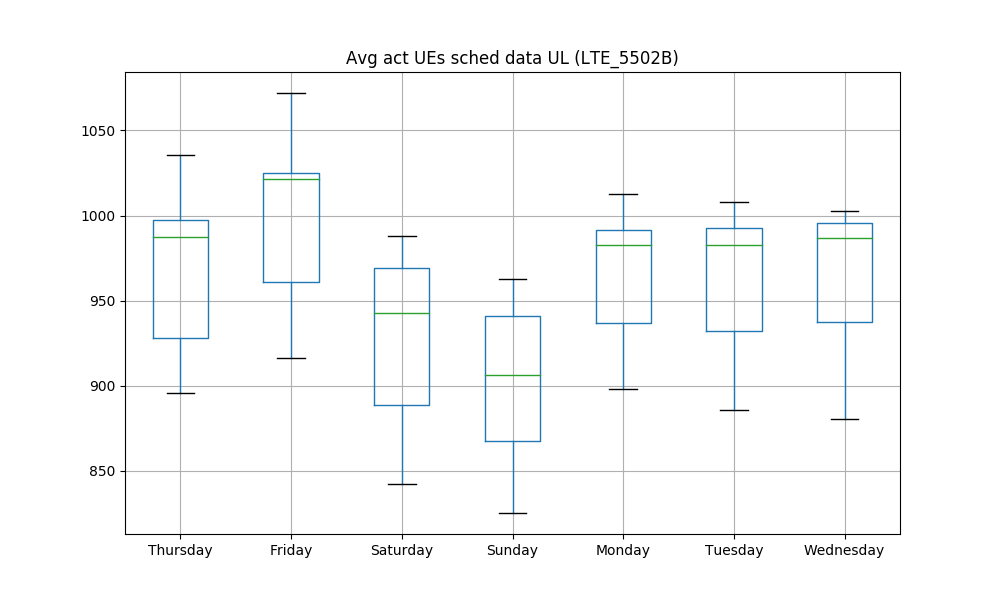 Avg act UEs sched data UL (LTE_5502B)
1050
1000
950
900
850
Thursday Friday Saturday Sunday Monday Tuesday Wednesday